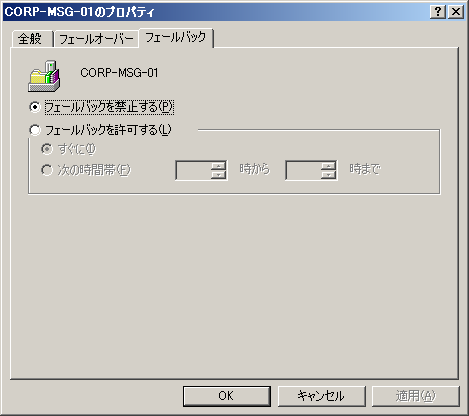 CORP-MSG-01のプロパティ
全般 フェールオーバー フェールバック
CORP-MSG-01
フェールバックを禁止する(P)
フェールバックを許可する(L)
すぐに(I)
次の時間帯(F) 時から 時まで
OK キャンセル 適用(A)